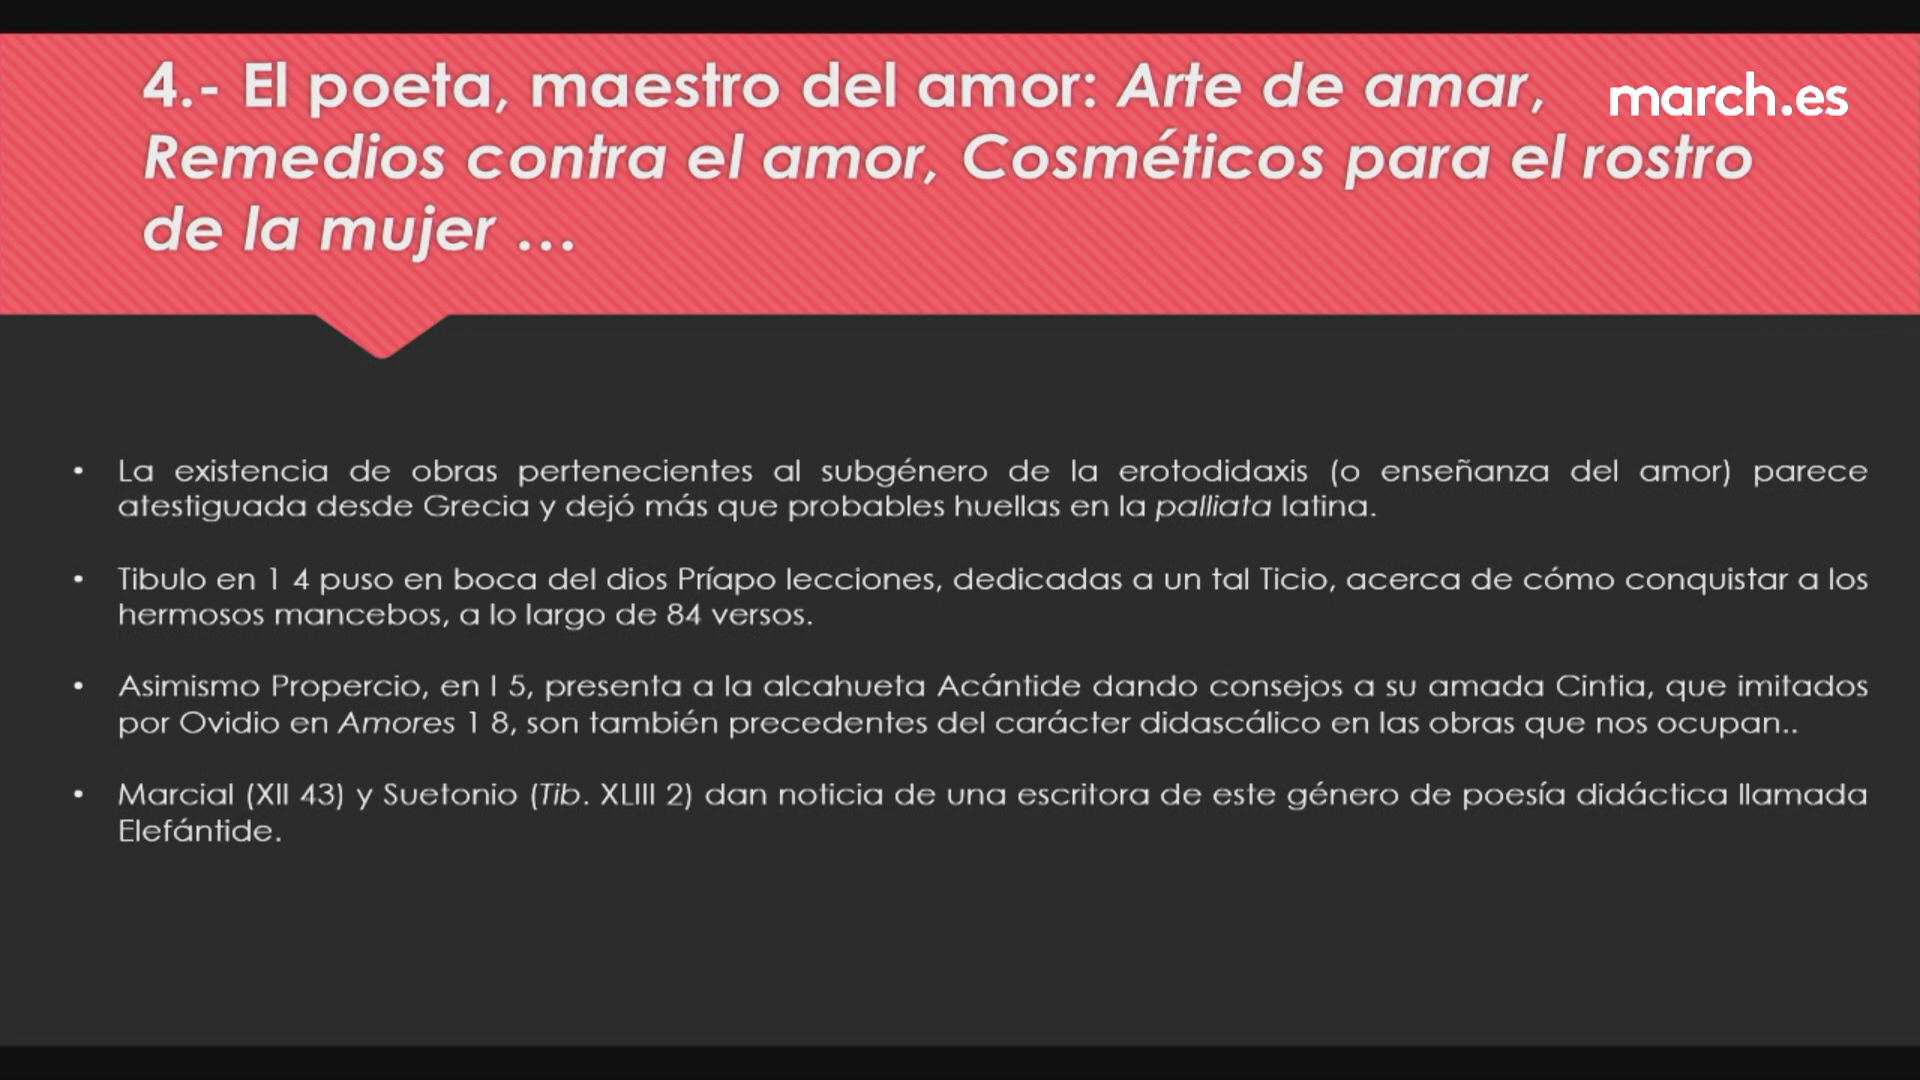 4.- El poeta, maestro del amor: Arte de amar,
march.es
Remedios contra el amor, Cosméticos para el rostro
de la mujer ...
• La existencia de obras pertenecientes al subgénero de la erotodidaxis (o enseñanza del amor) parece
atestiguada desde Grecia y dejó más que probables huellas en la palliata latina.
• Tibulo en 1 4 puso en boca del dios Príapo lecciones, dedicadas a un tal Ticio, acerca de cómo conquistar a los
hermosos mancebos, a lo largo de 84 versos.
• Asimismo Propercio, en I 5, presenta a la alcahueta Acántide dando consejos a su amada Cintia, que imitados
por Ovidio en Amores 1 8, son también precedentes del carácter didascálico en las obras que nos ocupan..
• Marcial (XII 43) y Suetonio (Tib. XLIII 2) dan noticia de una escritora de este género de poesía didáctica llamada
Elefántide.